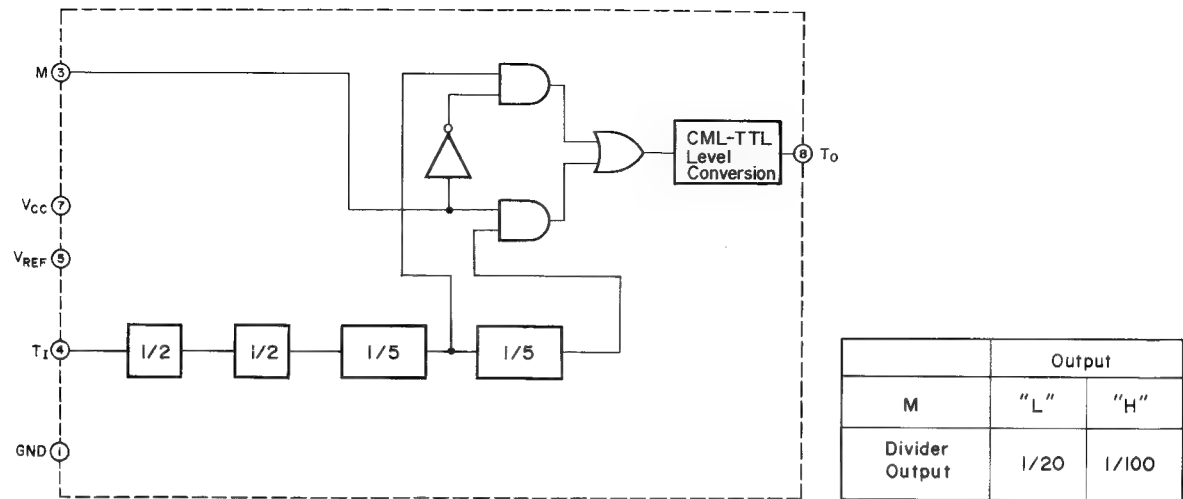 M 3
CML-TTL
Level
Conversion
8 To
VCC 7
VREF 5
TI 4
1/2
1/2
1/5
1/5
GND 1
Output
M "L" "H"
Divider
Output 1/20 1/100